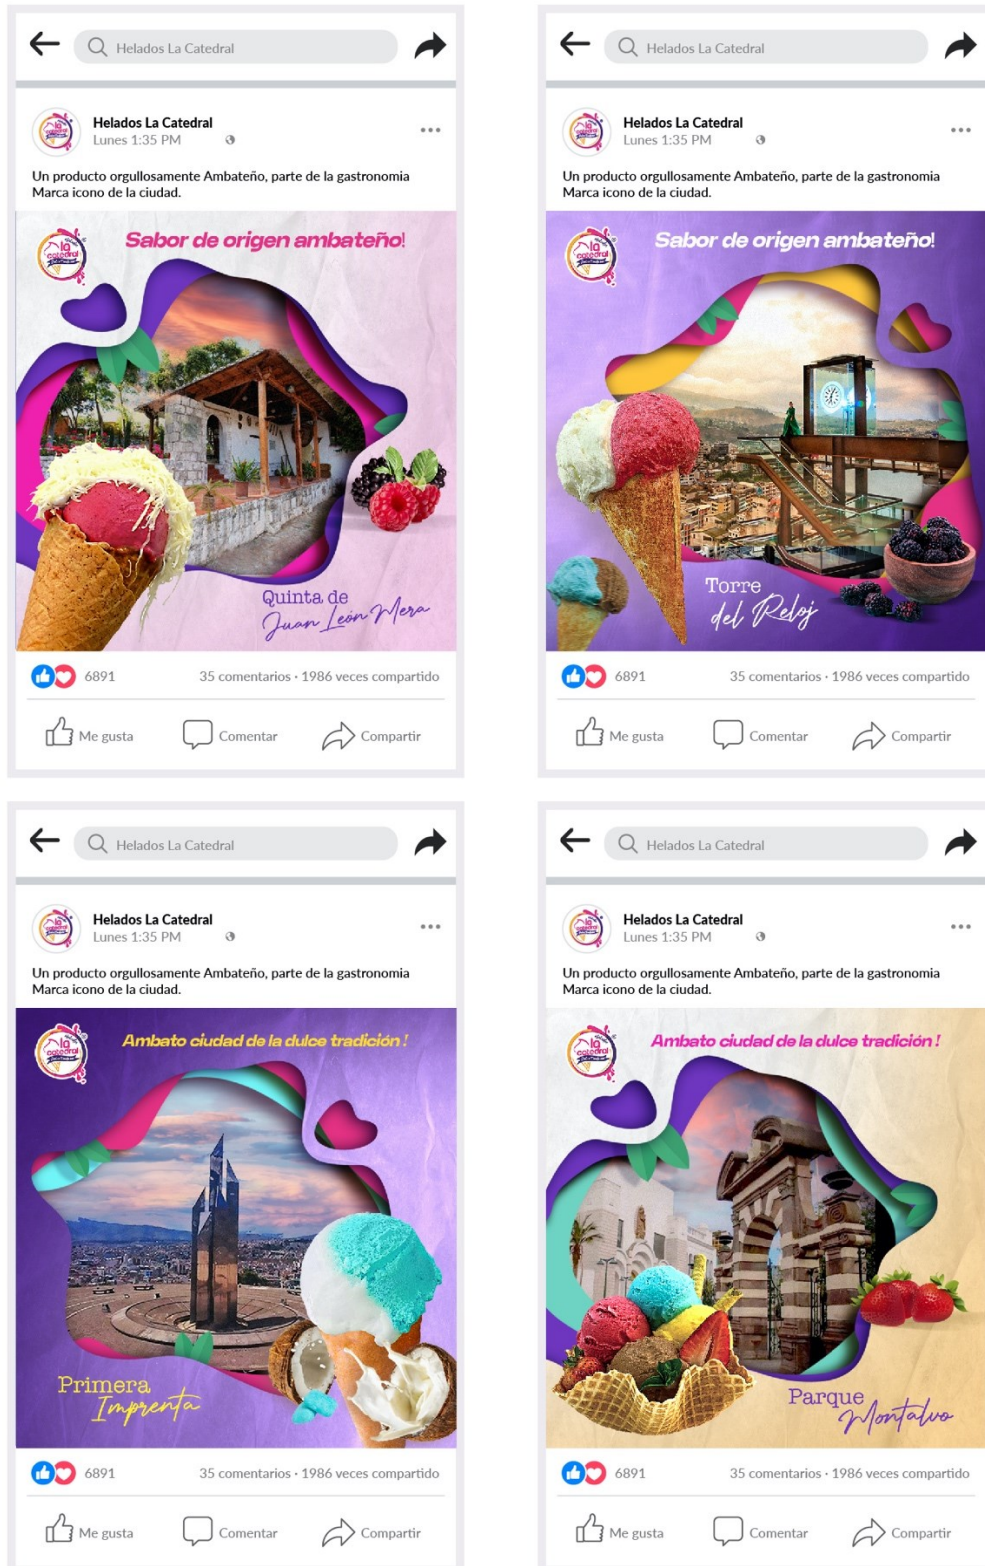 Helados La Catedral
Helados La Catedral
Lunes 1:35 PM
Un producto orgullosamente Ambateño, parte de la gastronomia
Marca icono de la ciudad.
la
catedral
Sabor de origen ambateño!
Quinta de
Juan León Mera
6891
35 comentarios · 1986 veces compartido
Me gusta
Comentar
Compartir
Helados La Catedral
Helados La Catedral
Lunes 1:35 PM
Un producto orgullosamente Ambateño, parte de la gastronomia
Marca icono de la ciudad.
la
catedral
Sabor de origen ambateño!
Torre
del Reloj
6891
35 comentarios · 1986 veces compartido
Me gusta
Comentar
Compartir
Helados La Catedral
Helados La Catedral
Lunes 1:35 PM
Un producto orgullosamente Ambateño, parte de la gastronomia
Marca icono de la ciudad.
la
catedral
Ambato ciudad de la dulce tradición !
Primera
Imprenta
6891
35 comentarios · 1986 veces compartido
Me gusta
Comentar
Compartir
Helados La Catedral
Helados La Catedral
Lunes 1:35 PM
Un producto orgullosamente Ambateño, parte de la gastronomia
Marca icono de la ciudad.
la
catedral
Ambato ciudad de la dulce tradición !
Parque
Montalvo
6891
35 comentarios · 1986 veces compartido
Me gusta
Comentar
Compartir